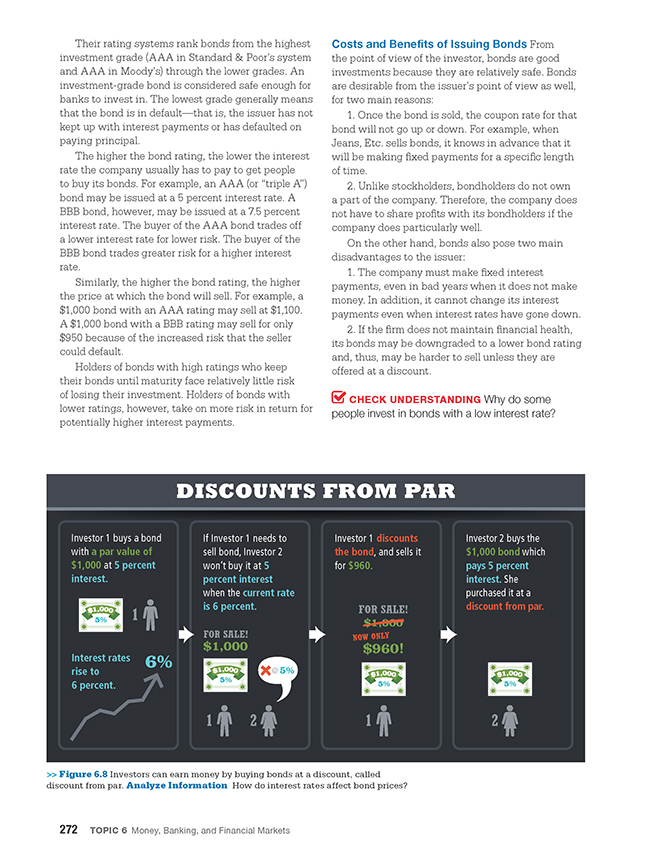 Their rating systems rank bonds from the highest
investment grade (AAA in Standard & Poor's system
and AAA in Moody's) through the lower grades. An
investment-grade bond is considered safe enough for
banks to invest in. The lowest grade generally means
that the bond is in default—that is, the issuer has not
kept up with interest payments or has defaulted on
paying principal.
The higher the bond rating, the lower the interest
rate the company usually has to pay to get people
to buy its bonds. For example, an AAA (or “triple A”)
bond may be issued at a 5 percent interest rate. A
BBB bond, however, may be issued at a 7.5 percent
interest rate. The buyer of the AAA bond trades off
a lower interest rate for lower risk. The buyer of the
BBB bond trades greater risk for a higher interest
rate.
Similarly, the higher the bond rating, the higher
the price at which the bond will sell. For example, a
$1,000 bond with an AAA rating may sell at $1,100.
A $1,000 bond with a BBB rating may sell for only
$950 because of the increased risk that the seller
could default.
Holders of bonds with high ratings who keep
their bonds until maturity face relatively little risk
of losing their investment. Holders of bonds with
lower ratings, however, take on more risk in return for
potentially higher interest payments.
Costs and Benefits of Issuing Bonds From
the point of view of the investor, bonds are good
investments because they are relatively safe. Bonds
are desirable from the issuer's point of view as well,
for two main reasons:
1. Once the bond is sold, the coupon rate for that
bond will not go up or down. For example, when
Jeans, Etc. sells bonds, it knows in advance that it
will be making fixed payments for a specific length
of time.
2. Unlike stockholders, bondholders do not own
a part of the company. Therefore, the company does
not have to share profits with its bondholders if the
company does particularly well.
On the other hand, bonds also pose two main
disadvantages to the issuer:
1. The company must make fixed interest
payments, even in bad years when it does not make
money. In addition, it cannot change its interest
payments even when interest rates have gone down.
2. If the firm does not maintain financial health,
its bonds may be downgraded to a lower bond rating
and, thus, may be harder to sell unless they are
offered at a discount.
CHECK UNDERSTANDING Why do some
people invest in bonds with a low interest rate?
DISCOUNTS FROM PAR
Investor 1 buys a bond
with a par value of
$1,000 at 5 percent
interest.
$1,000
5%
1
Interest rates
rise to
6 percent.
6%
If Investor 1 needs to
sell bond, Investor 2
won't buy it at 5
percent interest
when the current rate
is 6 percent.
FOR SALE!
$1,000
$1,000
5%
@ 5%
1
2
Investor 1 discounts
the bond, and sells it
for $960.
FOR SALE!
$1,000
NOW ONLY
$960!
$1,000
5%
1
Investor 2 buys the
$1,000 bond which
pays 5 percent
interest. She
purchased it at a
discount from par.
$1,000
5%
2
>> Figure 6.8 Investors can earn money by buying bonds at a discount, called
discount from par. Analyze Information How do interest rates affect bond prices?
272 TOPIC 6 Money, Banking, and Financial Markets